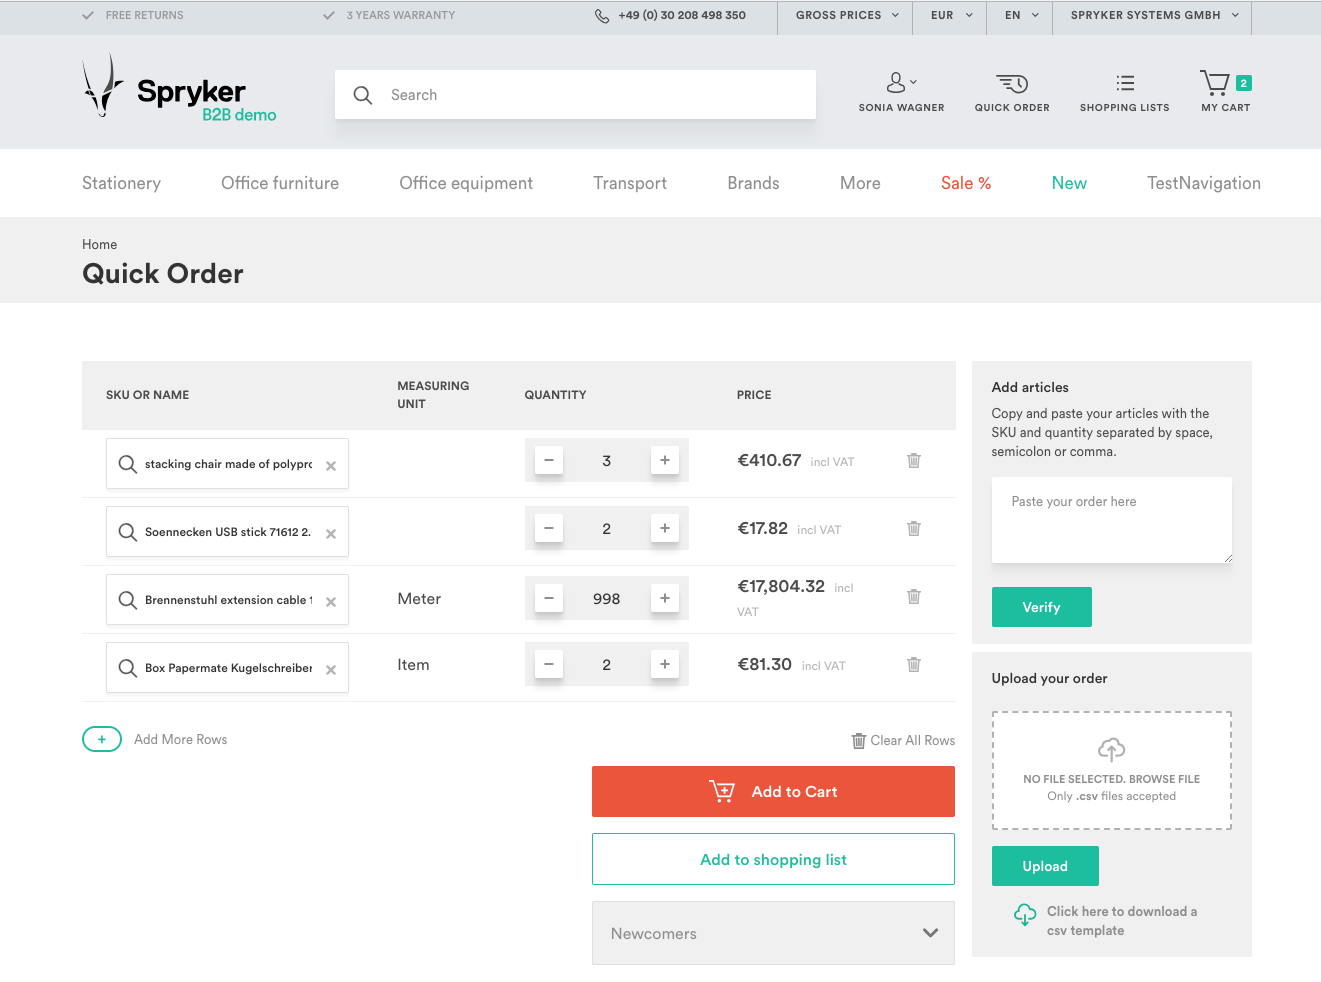 FREE RETURNS
3 YEARS WARRANTY
+49 (0) 30 208 498 350
GROSS PRICES
EUR
EN
SPRYKER SYSTEMS GMBH
Spryker
B2B demo
Search
SONIA WAGNER
QUICK ORDER
SHOPPING LISTS
2
MY CART
Stationery
Office furniture
Office equipment
Transport
Brands
More
Sale %
New
TestNavigation
Home
Quick Order
SKU OR NAME
MEASURING
UNIT
QUANTITY
PRICE
stacking chair made of polypro
3
€410.67 incl VAT
Soennecken USB stick 71612 2.
2
€17.82 incl VAT
Brennenstuhl extension cable 1
Meter
998
€17,804.32 incl
VAT
Box Papermate Kugelschreiber
Item
2
€81.30 incl VAT
Add More Rows
Clear All Rows
Add to Cart
Add to shopping list
Newcomers
Add articles
Copy and paste your articles with the
SKU and quantity separated by space,
semicolon or comma.
Paste your order here
Verify
Upload your order
NO FILE SELECTED. BROWSE FILE
Only .csv files accepted
Upload
Click here to download a
csv template